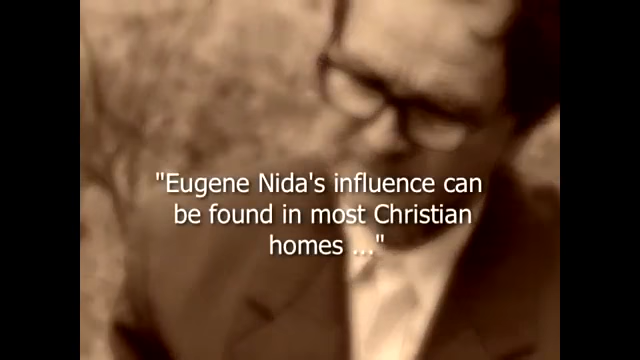 "Eugene Nida's influence can
be found in most Christian
homes ..."